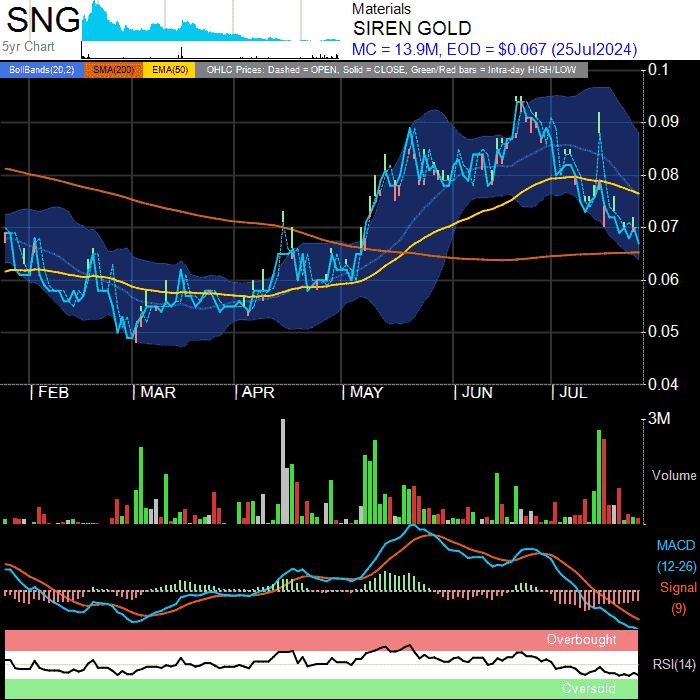 SNG
5yr Chart
Materials
SIREN GOLD
MC = 13.9M, EOD = $0.067 (25Jul2024)
BollBands(20,2) SMA(200) EMA(50) OHLC Prices: Dashed = OPEN, Solid = CLOSE, Green/Red bars = Intra-day HIGH/LOW
0.1
0.09
0.08
0.07
0.06
0.05
0.04
| FEB | MAR | APR | MAY | JUN | JUL
3M
Volume
MACD
(12-26)
Signal
(9)
Overbought
RSI(14)
Oversold